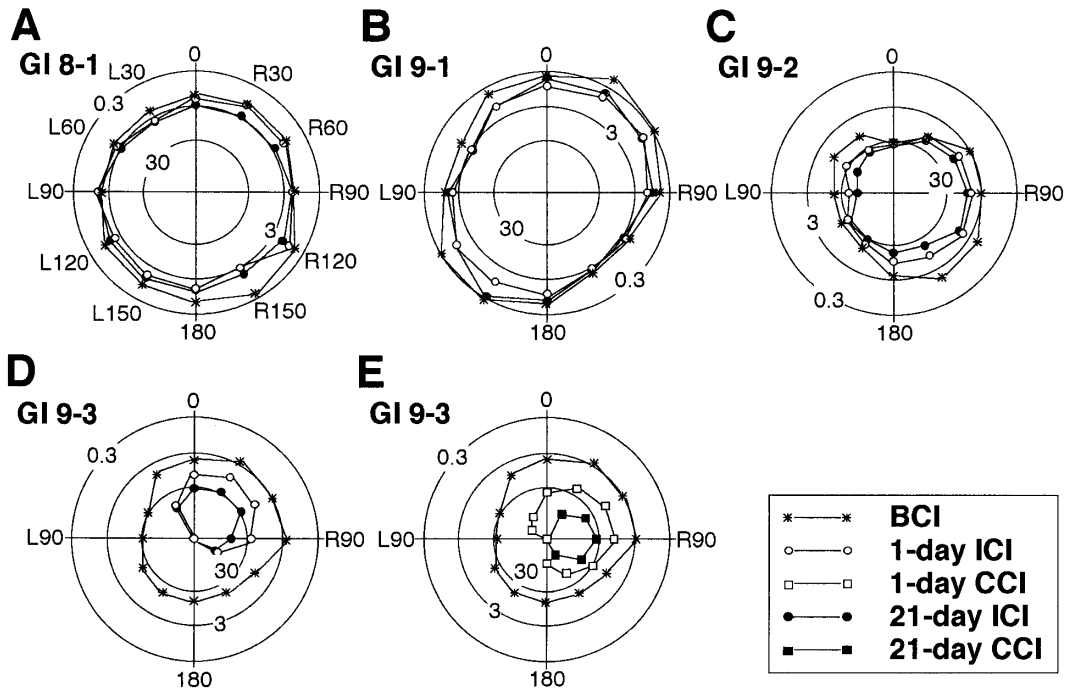 A
GI 8-1
0
L30
R30
0.3
L60
R60
30
L90
R90
3
L120
R120
L150
R150
180
B
GI 9-1
0
3
L90
R90
30
0.3
180
C
GI 9-2
0
30
L90
R90
3
0.3
180
D
GI 9-3
0
0.3
L90
R90
30
3
180
E
GI 9-3
0
0.3
L90
R90
30
3
180
BCI
1-day ICI
1-day CCI
21-day ICI
21-day CCI